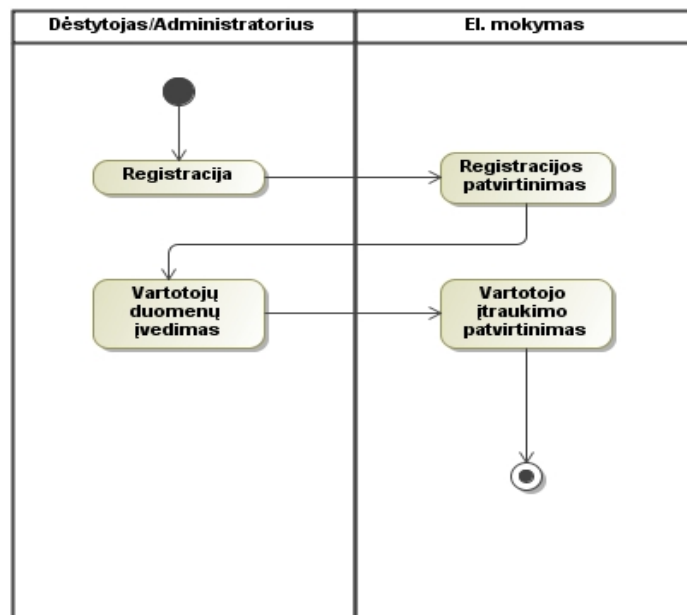 Dėstytojas/Administratorius
El. mokymas
Registracija
Registracijos
patvirtinimas
Vartotojų
duomenų
įvedimas
Vartotojo
įtraukimo
patvirtinimas